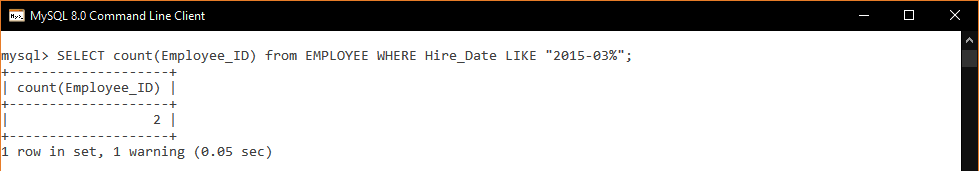 MySQL 8.0 Command Line Client
mysql> SELECT count(Employee_ID) from EMPLOYEE WHERE Hire_Date LIKE "2015-03%";
+--------------------+
| count(Employee_ID) |
+--------------------+
|                  2 |
+--------------------+
1 row in set, 1 warning (0.05 sec)